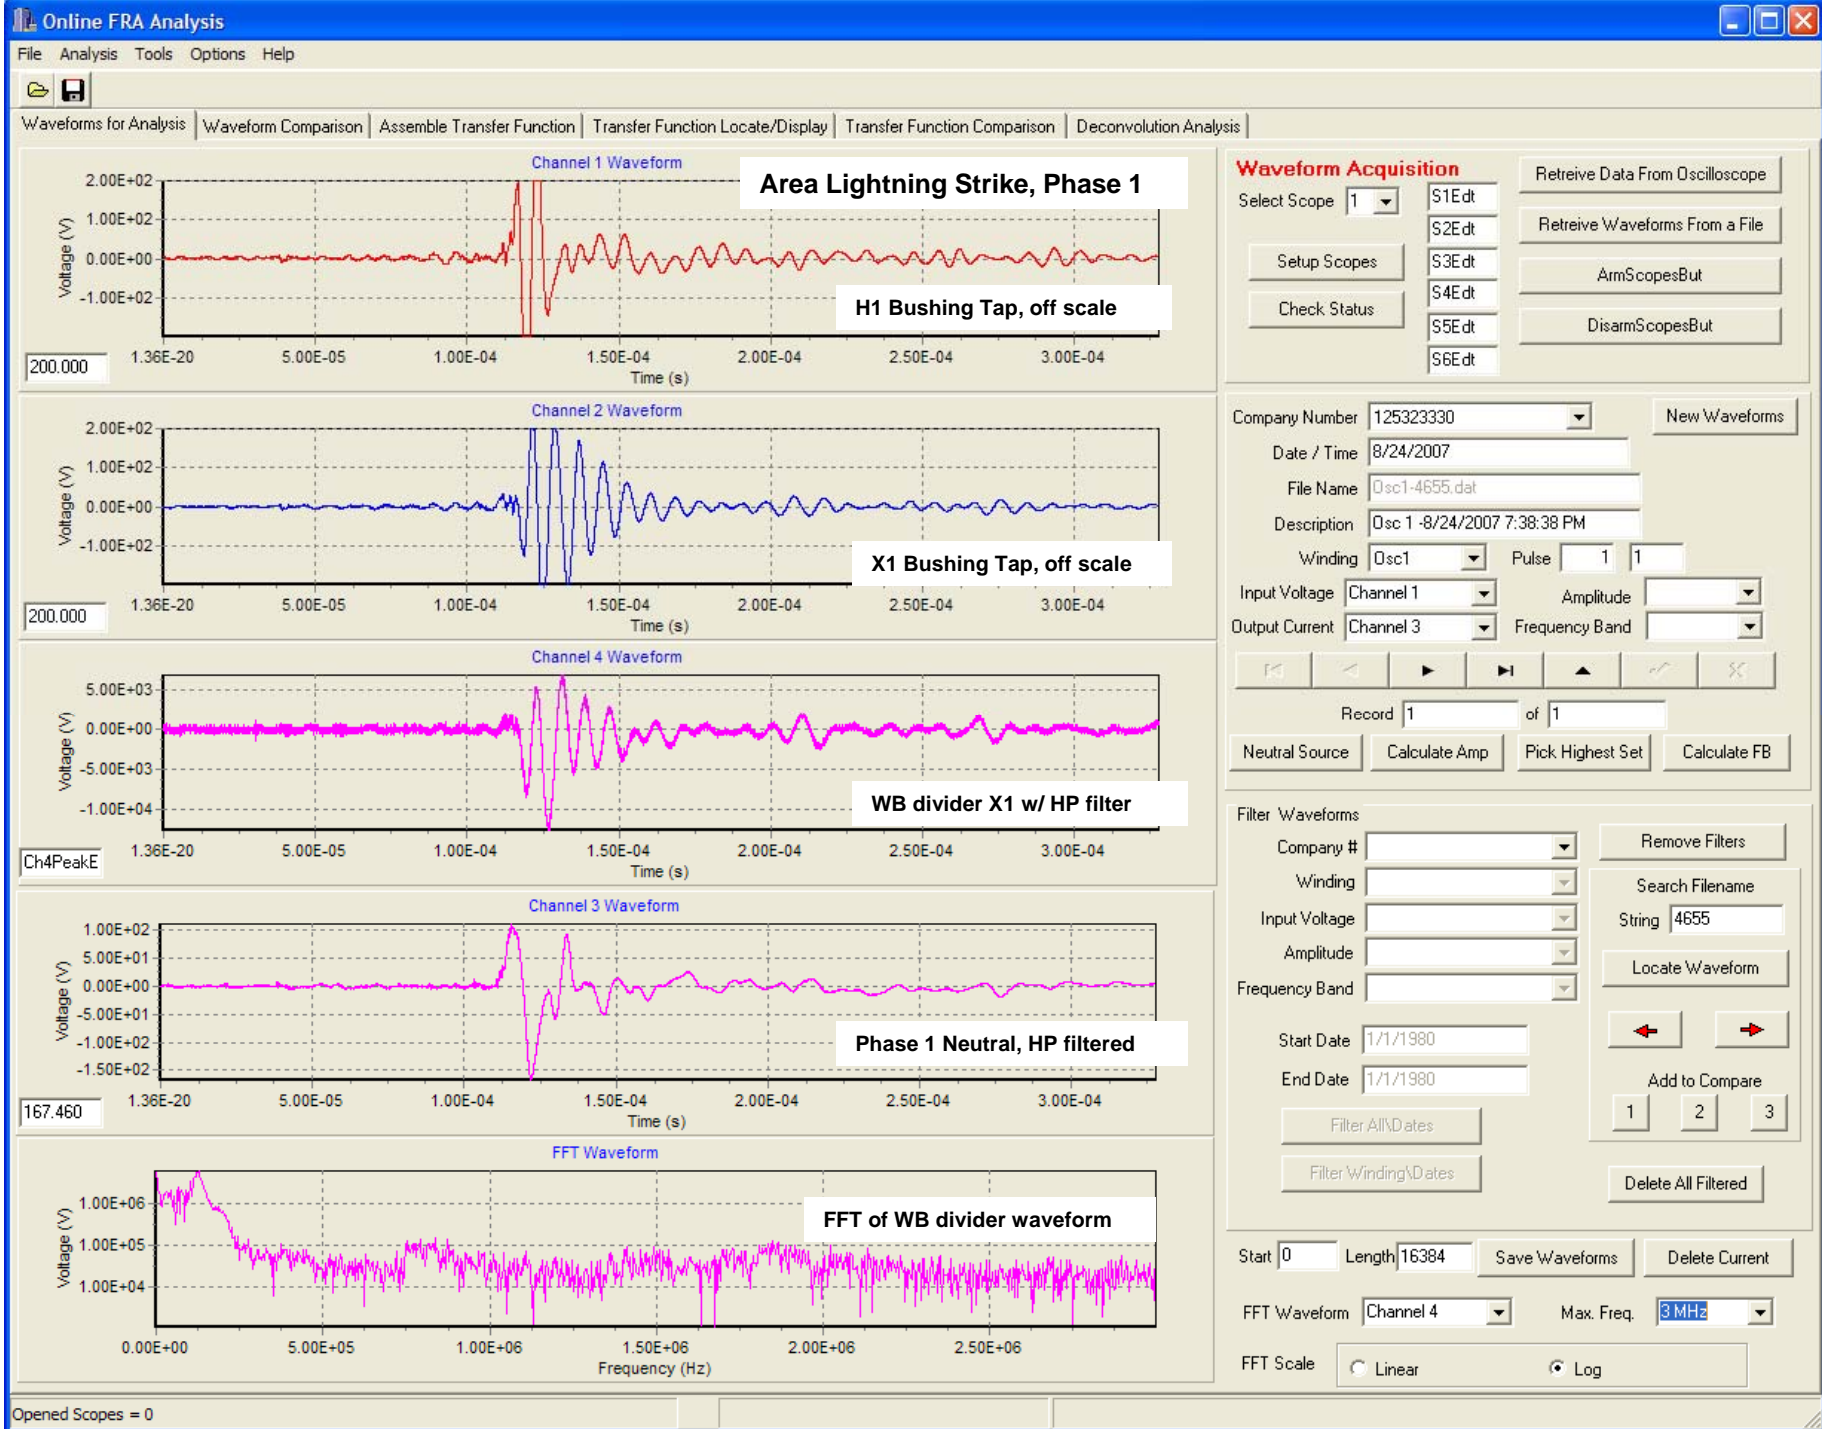 Online FRA Analysis
File Analysis Tools Options Help
Waveforms for Analysis Waveform Comparison Assemble Transfer Function Transfer Function Locate/Display Transfer Function Comparison Deconvolution Analysis
Channel 1 Waveform
Area Lightning Strike, Phase 1
Voltage (V)
2.00E+02
1.00E+02
0.00E+00
-1.00E+02
H1 Bushing Tap, off scale
200.000
1.36E-20 5.00E-05 1.00E-04 1.50E-04 2.00E-04 2.50E-04 3.00E-04
Time (s)
Channel 2 Waveform
Voltage (V)
2.00E+02
1.00E+02
0.00E+00
-1.00E+02
X1 Bushing Tap, off scale
200.000
1.36E-20 5.00E-05 1.00E-04 1.50E-04 2.00E-04 2.50E-04 3.00E-04
Time (s)
Channel 4 Waveform
Voltage (V)
5.00E+03
0.00E+00
-5.00E+03
-1.00E+04
WB divider X1 w/ HP filter
Ch4PeakE
1.36E-20 5.00E-05 1.00E-04 1.50E-04 2.00E-04 2.50E-04 3.00E-04
Time (s)
Channel 3 Waveform
Voltage (V)
1.00E+02
5.00E+01
0.00E+00
-5.00E+01
-1.00E+02
-1.50E+02
Phase 1 Neutral, HP filtered
167.460
1.36E-20 5.00E-05 1.00E-04 1.50E-04 2.00E-04 2.50E-04 3.00E-04
Time (s)
FFT Waveform
Voltage (V)
1.00E+06
1.00E+05
1.00E+04
FFT of WB divider waveform
0.00E+00 5.00E+05 1.00E+06 1.50E+06 2.00E+06 2.50E+06
Frequency (Hz)
Waveform Acquisition
Select Scope 1
S1Edt
S2Edt
S3Edt
S4Edt
S5Edt
S6Edt
Setup Scopes
Check Status
Retreive Data From Oscilloscope
Retreive Waveforms From a File
ArmScopesBut
DisarmScopesBut
Company Number 125323330 New Waveforms
Date / Time 8/24/2007
File Name Osc1-4655.dat
Description Osc 1 -8/24/2007 7:38:38 PM
Winding Osc1 Pulse 1 1
Input Voltage Channel 1 Amplitude
Output Current Channel 3 Frequency Band
Record 1 of 1
Neutral Source Calculate Amp Pick Highest Set Calculate FB
Filter Waveforms
Company #
Winding
Input Voltage
Amplitude
Frequency Band
Start Date 1/1/1980
End Date 1/1/1980
Filter All\Dates
Filter Winding\Dates
Remove Filters
Search Filename
String 4655
Locate Waveform
Add to Compare
1 2 3
Delete All Filtered
Start 0 Length 16384 Save Waveforms Delete Current
FFT Waveform Channel 4 Max. Freq. 3 MHz
FFT Scale Linear Log
Opened Scopes = 0